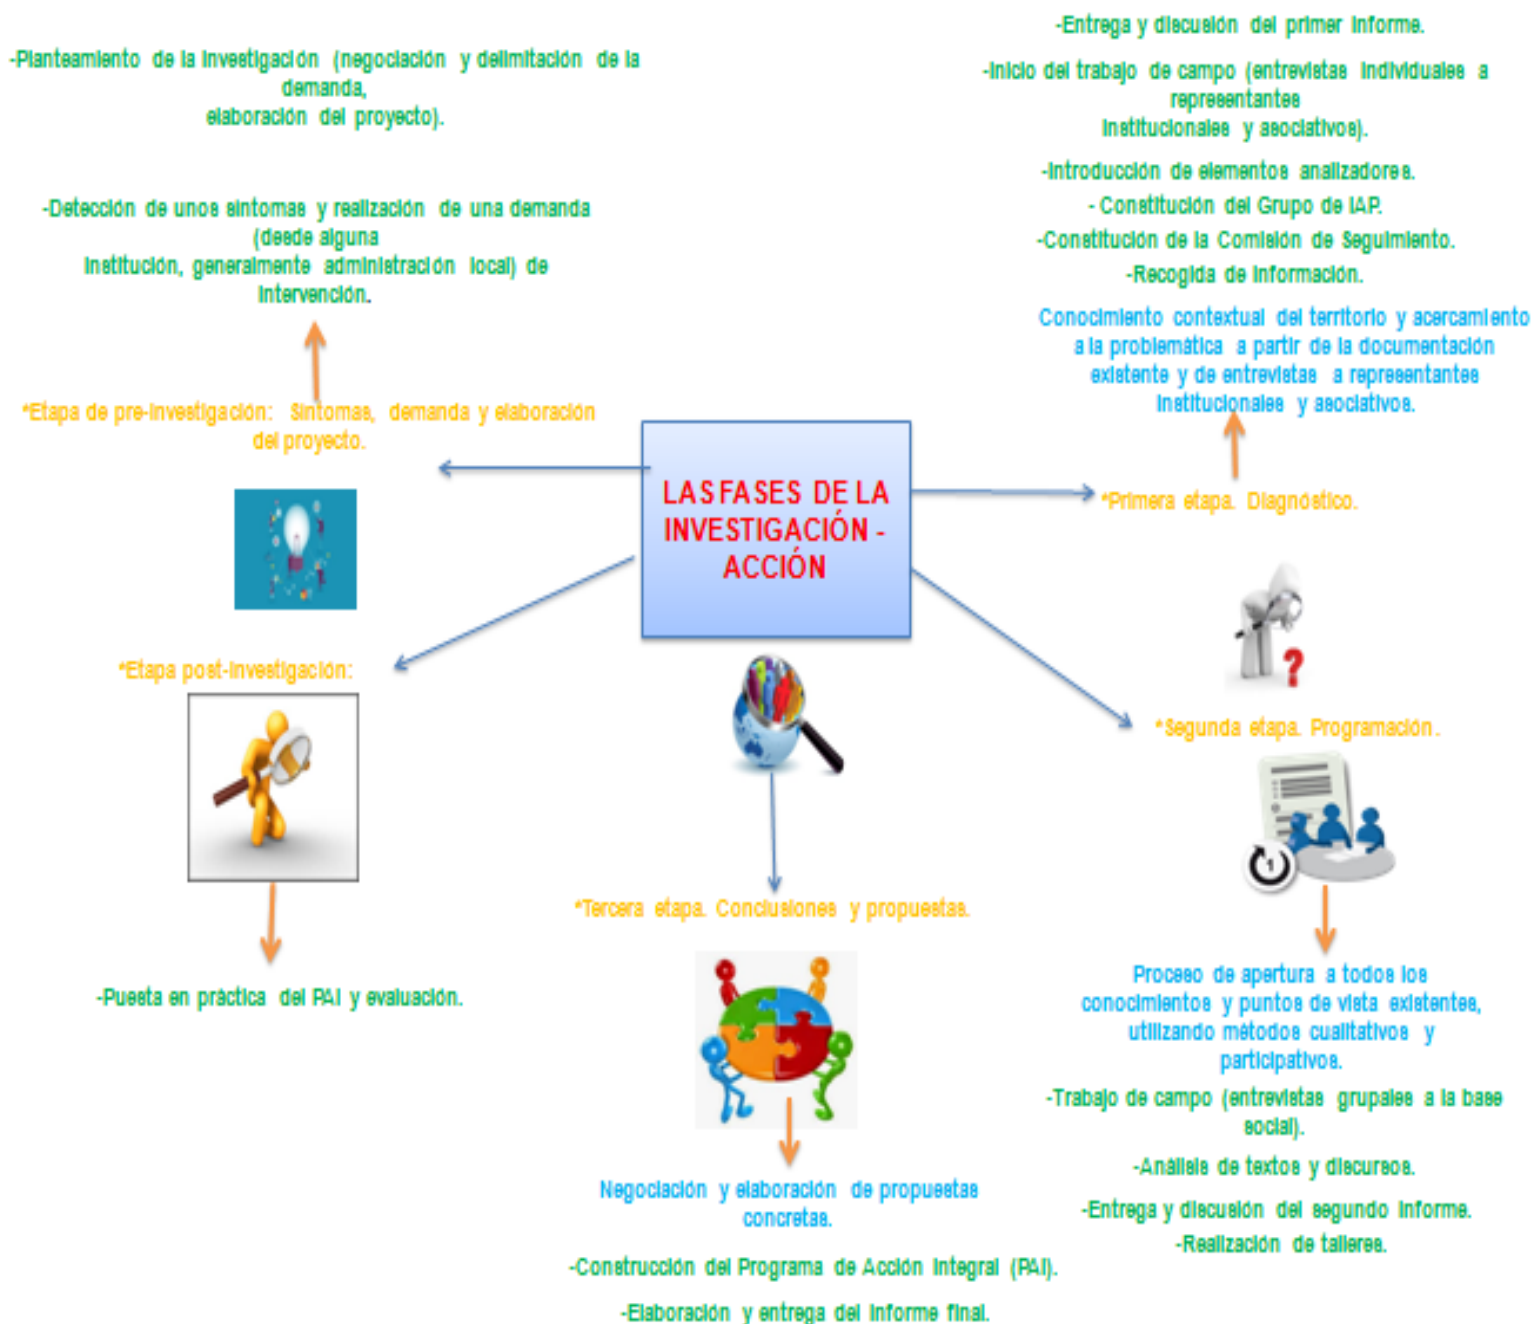 -Planteamiento de la investigación (negociación y delimitación de la
demanda,
elaboración del proyecto).
-Detección de unos síntomas y realización de una demanda
(desde alguna
institución, generalmente administración local) de
intervención.
*Etapa de pre-investigación: Síntomas, demanda y elaboración
del proyecto.
-Entrega y discusión del primer informe.
-Inicio del trabajo de campo (entrevistas individuales a
representantes
institucionales y asociativos).
-Introducción de elementos analizadores.
- Constitución del Grupo de IAP.
-Constitución de la Comisión de Seguimiento.
-Recogida de información.
Conocimiento contextual del territorio y acercamiento
a la problemática a partir de la documentación
existente y de entrevistas a representantes
institucionales y asociativos.
*Primera etapa. Diagnóstico.
LAS FASES DE LA
INVESTIGACIÓN -
ACCIÓN
?
*Etapa post-investigación:
-Puesta en práctica del PAI y evaluación.
*Segunda etapa. Programación.
1
Proceso de apertura a todos los
conocimientos y puntos de vista existentes,
utilizando métodos cualitativos y
participativos.
-Trabajo de campo (entrevistas grupales a la base
social).
-Análisis de textos y discursos.
-Entrega y discusión del segundo informe.
-Realización de talleres.
*Tercera etapa. Conclusiones y propuestas.
Negociación y elaboración de propuestas
concretas.
-Construcción del Programa de Acción Integral (PAI).
-Elaboración y entrega del informe final.